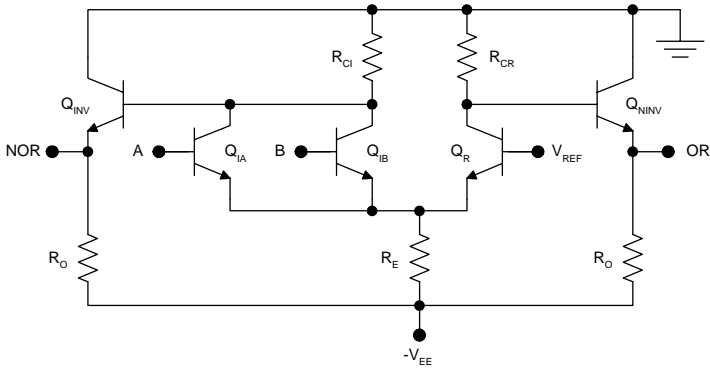 R_CI
R_CR
Q_INV
Q_NINV
NOR
A
Q_IA
B
Q_IB
Q_R
V_REF
OR
R_O
R_E
R_O
-V_EE